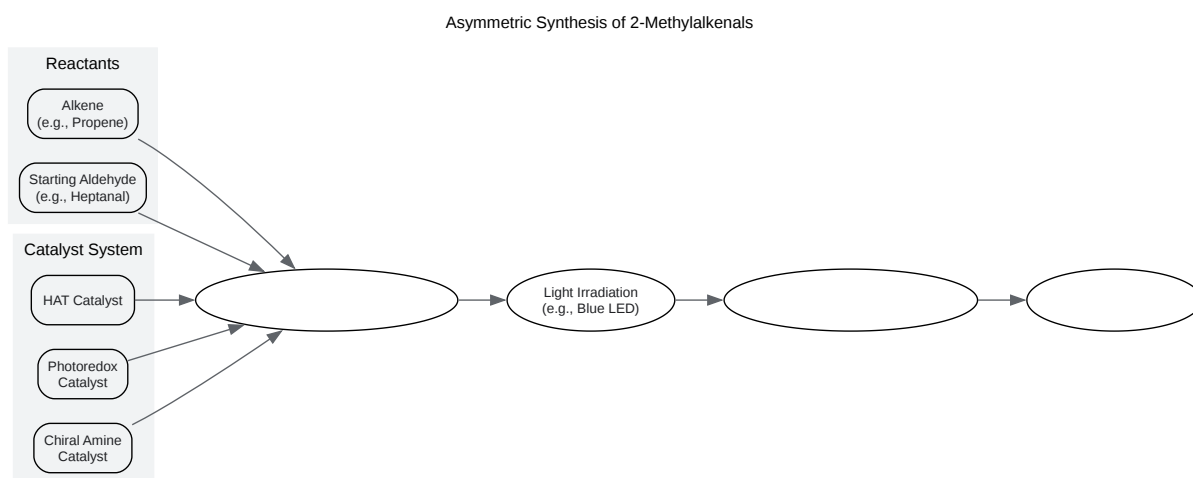 Asymmetric Synthesis of 2-Methylalkenals
Reactants
Alkene
(e.g., Propene)
Starting Aldehyde
(e.g., Heptanal)
Catalyst System
HAT Catalyst
Photoredox
Catalyst
Chiral Amine
Catalyst
Light Irradiation
(e.g., Blue LED)